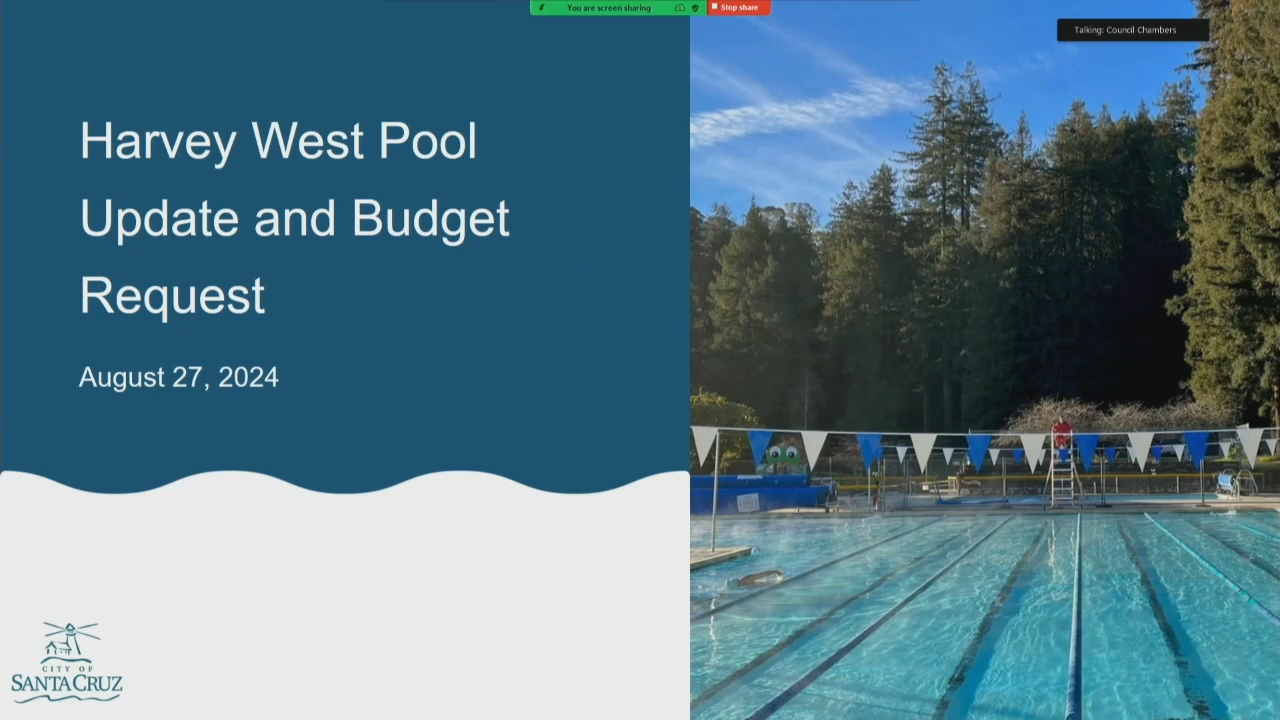 You are screen sharing
Stop share
Talking: Council Chambers
Harvey West Pool
Update and Budget
Request
August 27, 2024
CITY OF
SANTA CRUZ